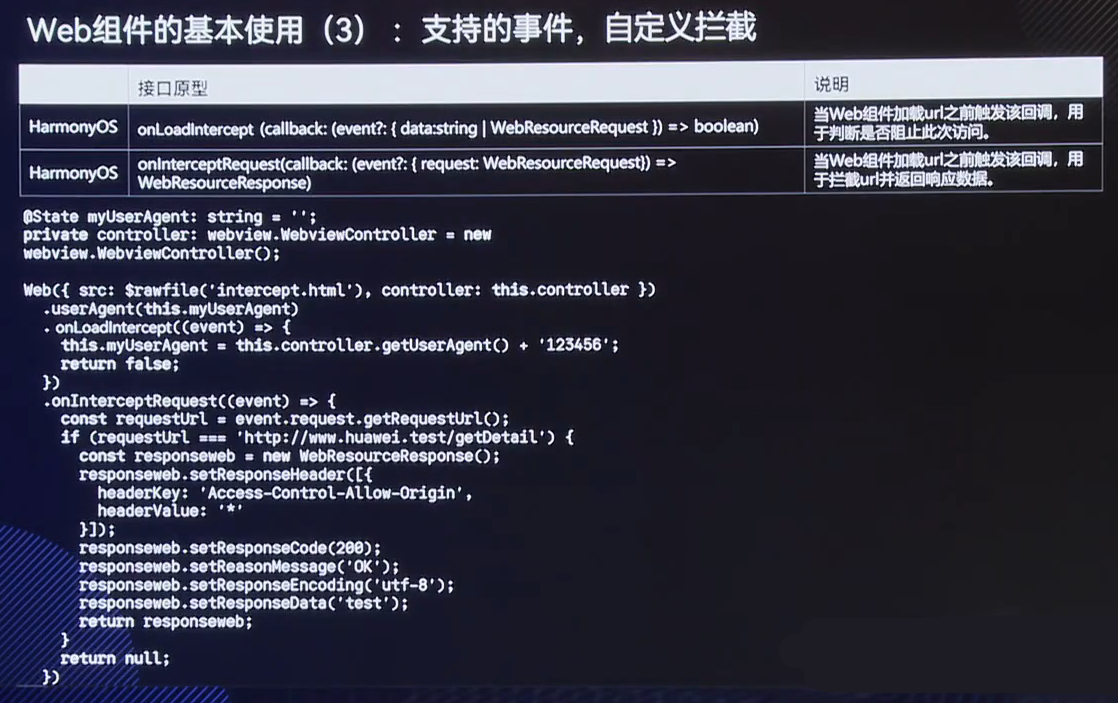 Web组件的基本使用（3）：支持的事件，自定义拦截
接口原型
说明
HarmonyOS
onLoadIntercept (callback: (event?: { data:string | WebResourceRequest }) => boolean)
当Web组件加载url之前触发该回调，用
于判断是否阻止此次访问。
HarmonyOS
onInterceptRequest(callback: (event?: { request: WebResourceRequest}) =>
WebResourceResponse)
当Web组件加载url之前触发该回调，用
于拦截url并返回响应数据。
@State myUserAgent: string = '';
private controller: webview.WebviewController = new
webview.WebviewController();
Web({ src: $rawfile('intercept.html'), controller: this.controller })
.userAgent(this.myUserAgent)
. onLoadIntercept((event) => {
this.myUserAgent = this.controller.getUserAgent() + '123456';
return false;
})
.onInterceptRequest((event) => {
const requestUrl = event.request.getRequestUrl();
if (requestUrl === 'http://www.huawei.test/getDetail') {
const responseweb = new WebResourceResponse();
responseweb.setResponseHeader([{
headerKey: 'Access-Control-Allow-Origin',
headerValue: '*'
}]);
responseweb.setResponseCode(200);
responseweb.setReasonMessage('OK');
responseweb.setResponseEncoding('utf-8');
responseweb.setResponseData('test');
return responseweb;
}
return null;
})